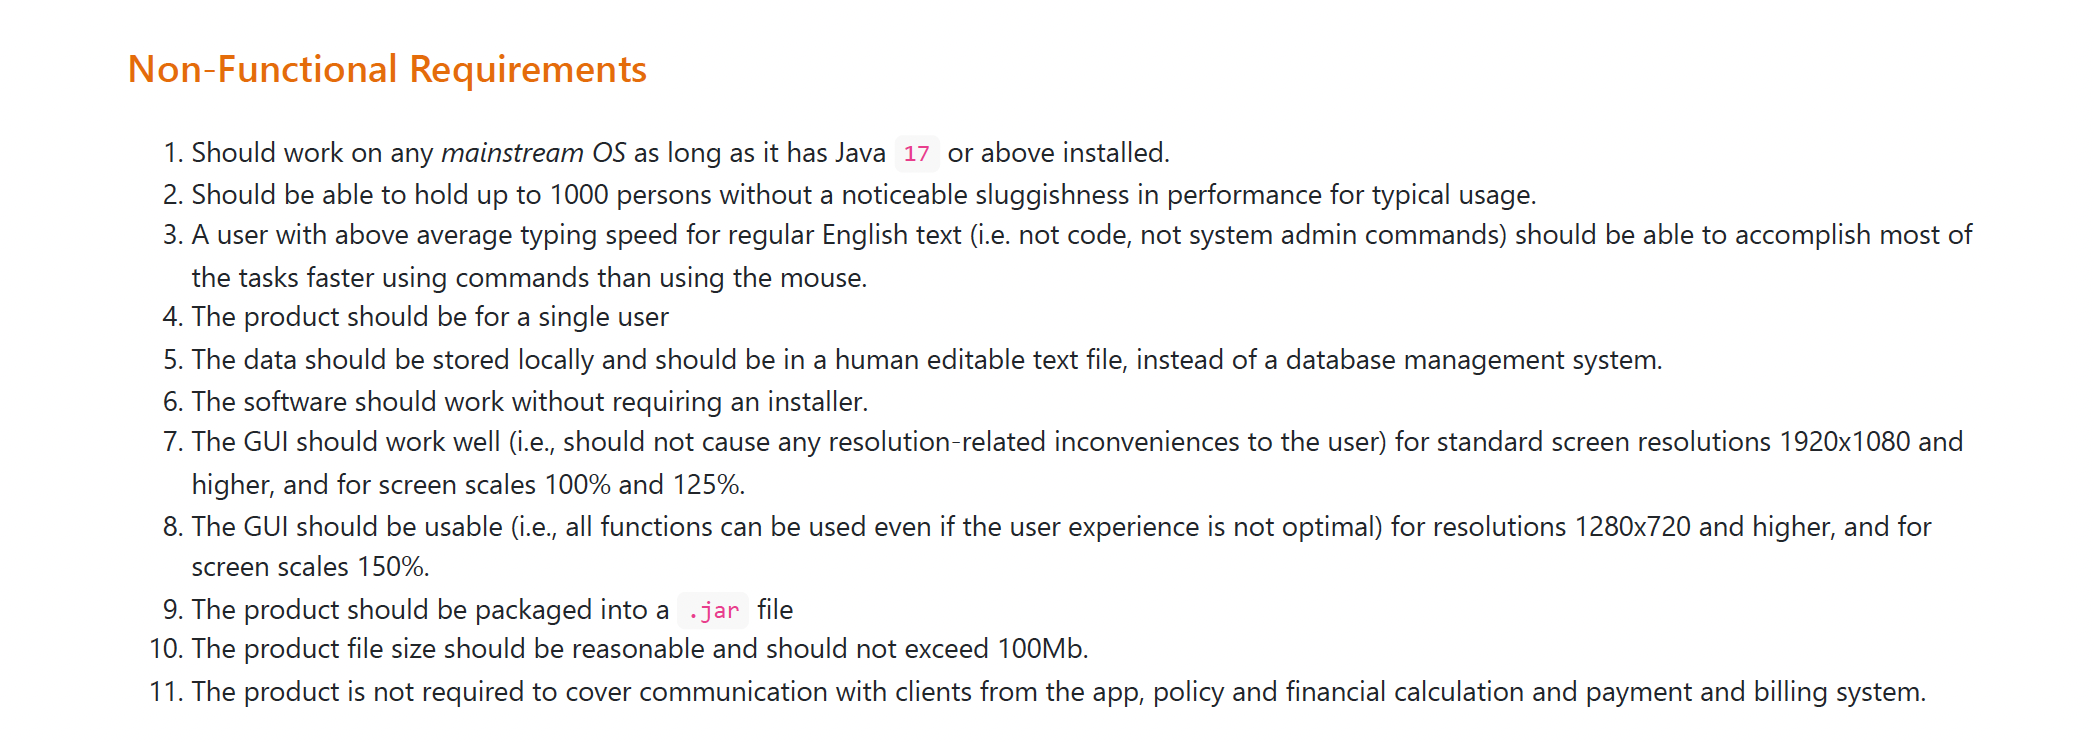 Non-Functional Requirements
1. Should work on any mainstream OS as long as it has Java 17 or above installed.
2. Should be able to hold up to 1000 persons without a noticeable sluggishness in performance for typical usage.
3. A user with above average typing speed for regular English text (i.e. not code, not system admin commands) should be able to accomplish most of
the tasks faster using commands than using the mouse.
4. The product should be for a single user
5. The data should be stored locally and should be in a human editable text file, instead of a database management system.
6. The software should work without requiring an installer.
7. The GUI should work well (i.e., should not cause any resolution-related inconveniences to the user) for standard screen resolutions 1920x1080 and
higher, and for screen scales 100% and 125%.
8. The GUI should be usable (i.e., all functions can be used even if the user experience is not optimal) for resolutions 1280x720 and higher, and for
screen scales 150%.
9. The product should be packaged into a .jar file
10. The product file size should be reasonable and should not exceed 100Mb.
11. The product is not required to cover communication with clients from the app, policy and financial calculation and payment and billing system.